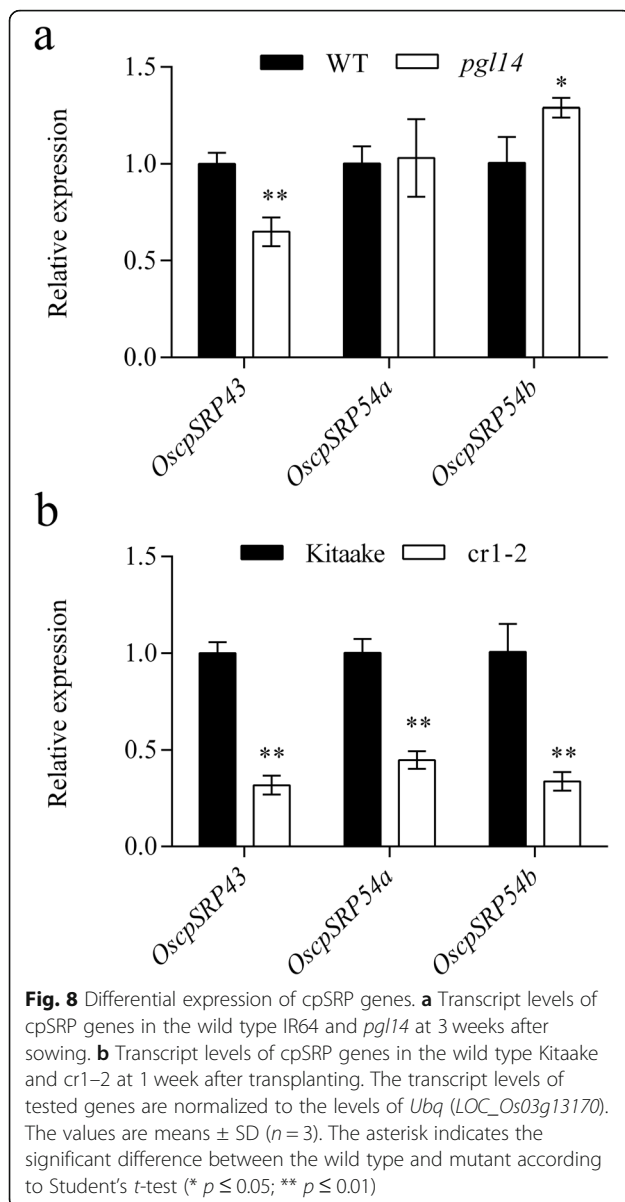 a
WT pgl14
Relative expression
1.5
1.0
0.5
0.0
**
*
OscpSRP43
OscpSRP54a
OscpSRP54b
b
Kitaake cr1-2
Relative expression
1.5
1.0
0.5
0.0
**
**
**
OscpSRP43
OscpSRP54a
OscpSRP54b
Fig. 8 Differential expression of cpSRP genes. a Transcript levels of
cpSRP genes in the wild type IR64 and pgl14 at 3 weeks after
sowing. b Transcript levels of cpSRP genes in the wild type Kitaake
and cr1–2 at 1 week after transplanting. The transcript levels of
tested genes are normalized to the levels of Ubq (LOC_Os03g13170).
The values are means ± SD (n = 3). The asterisk indicates the
significant difference between the wild type and mutant according
to Student's t-test (* p ≤ 0.05; ** p ≤ 0.01)